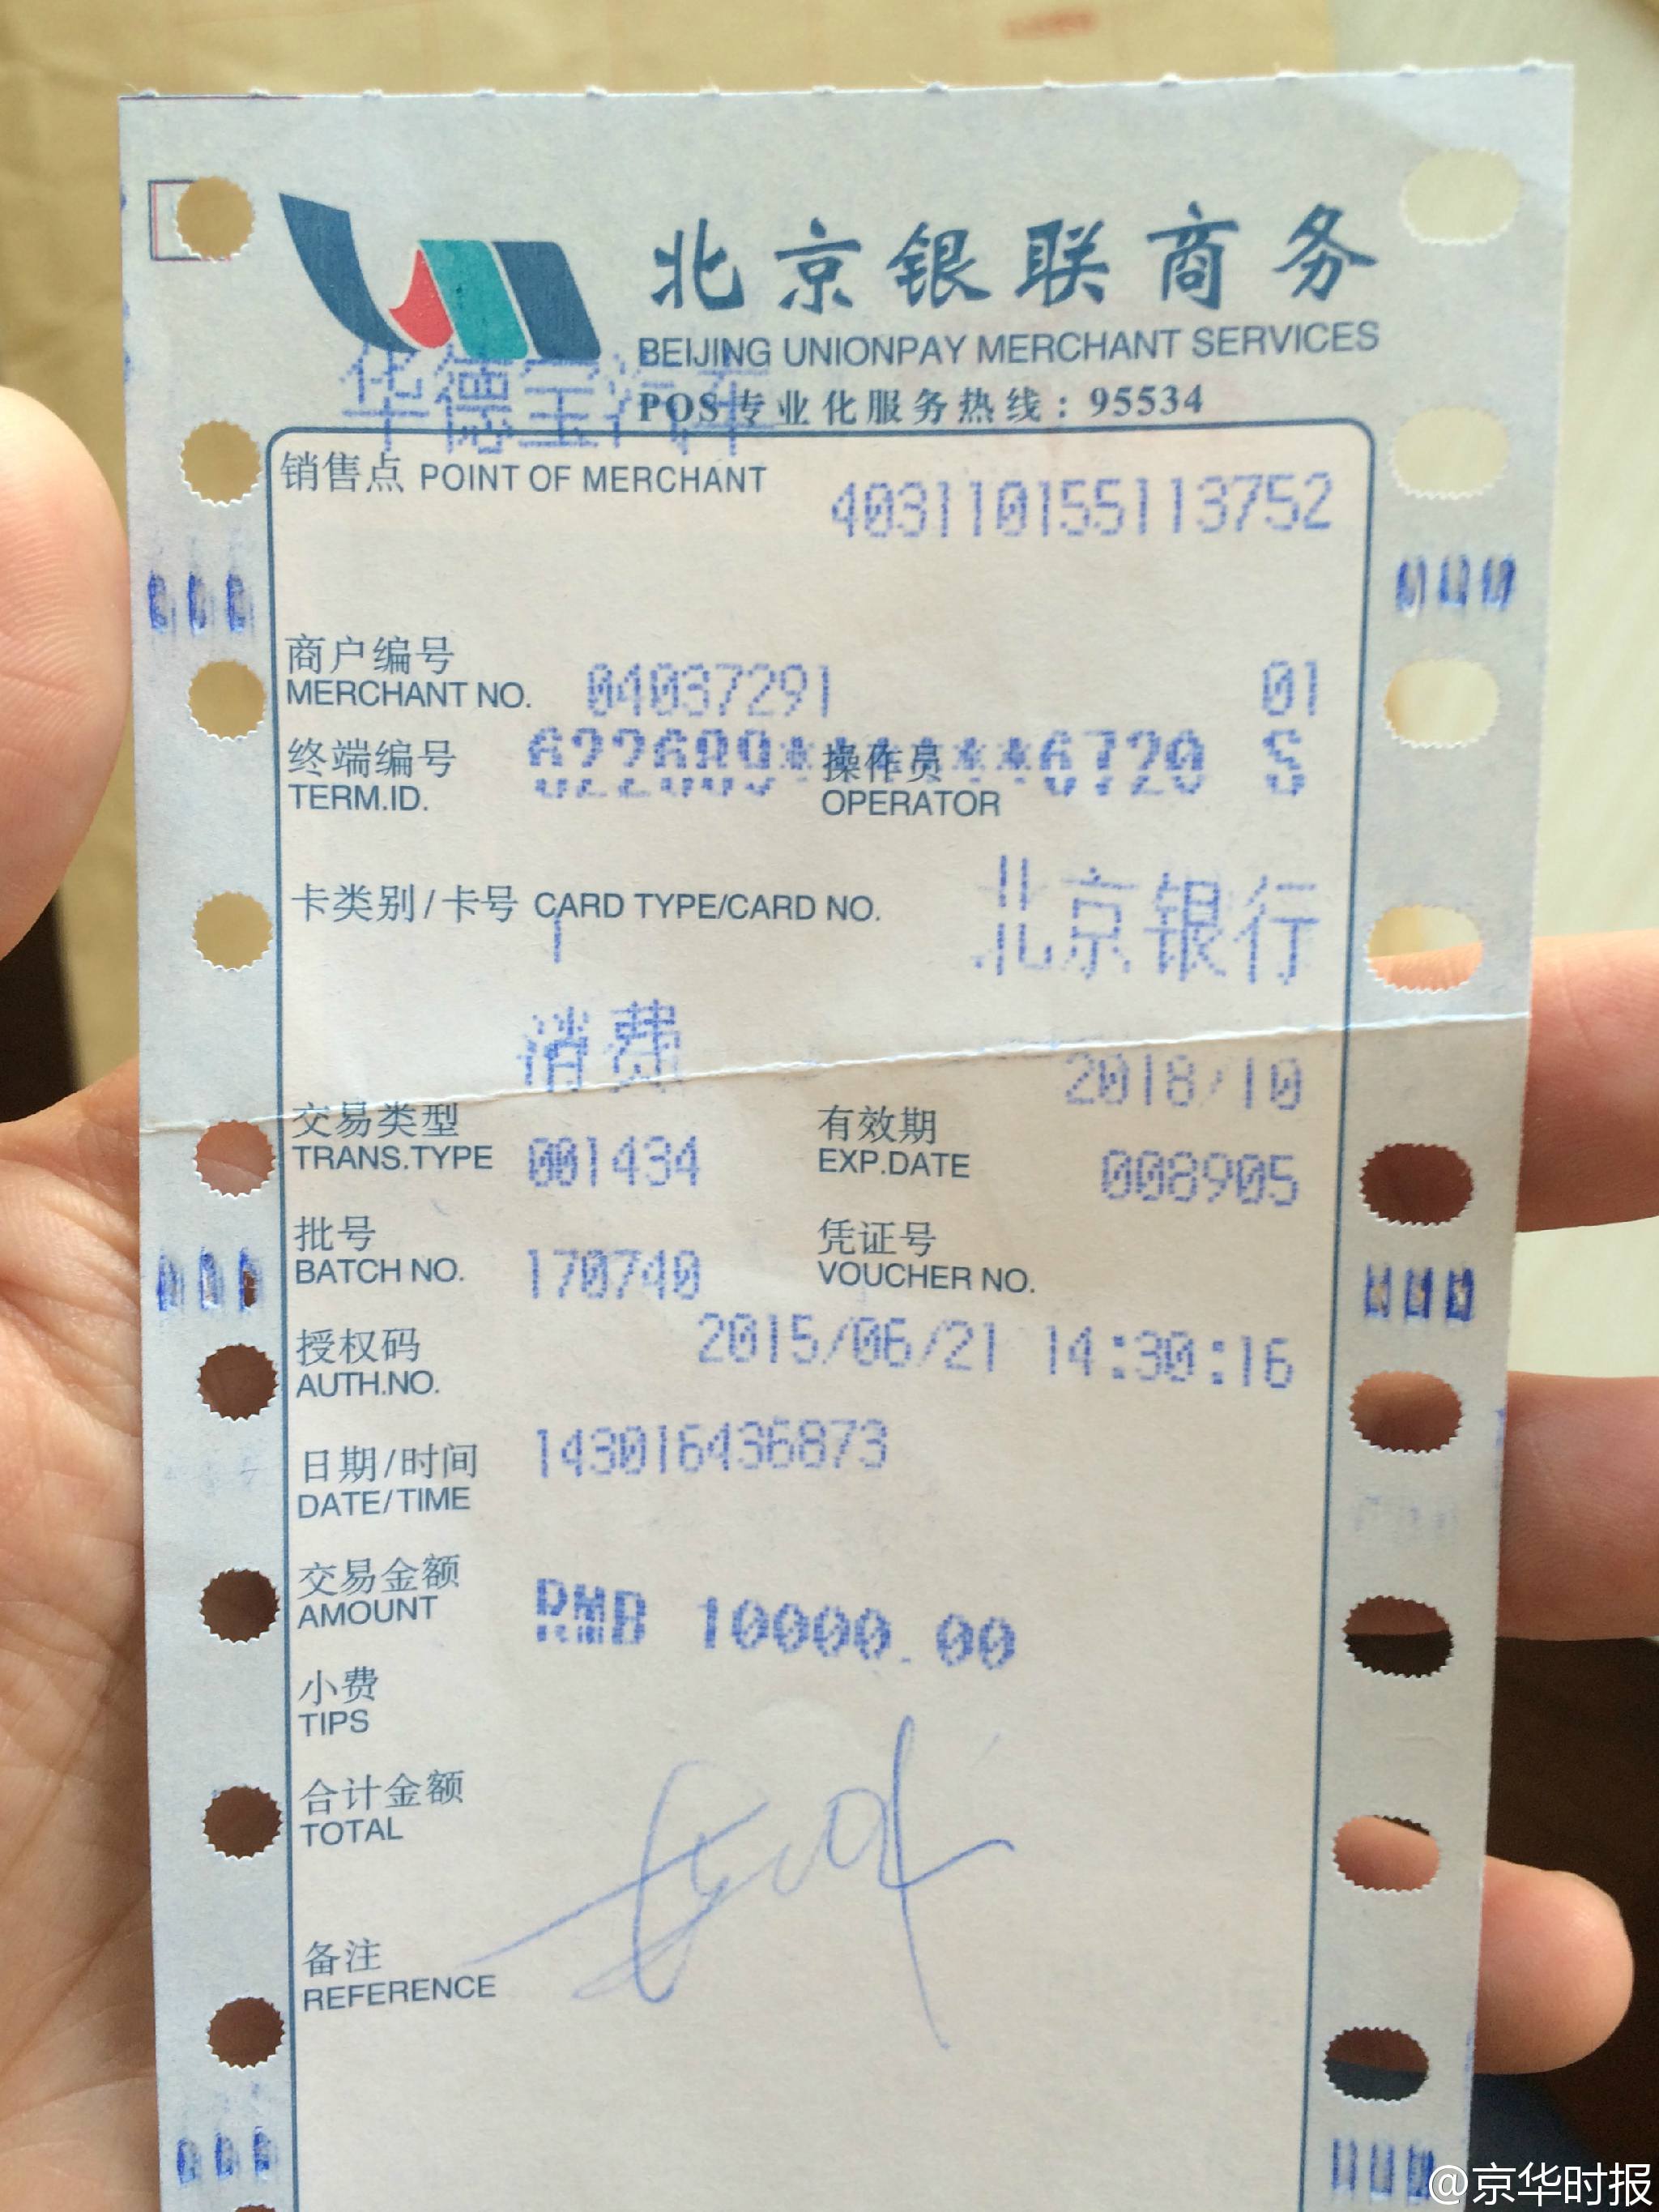 北京银联商务
BEIJING UNIONPAY MERCHANT SERVICES
华德宝汽车
POS专业化服务热线：95534
销售点 POINT OF MERCHANT
403110155113752
商户编号
MERCHANT NO. 04037291 01
终端编号 622689******6720 S 操作员
TERM.ID. OPERATOR
卡类别/卡号 CARD TYPE/CARD NO.
1 北京银行
消费 2018/10
交易类型 有效期
TRANS.TYPE 001434 EXP.DATE 008905
批号 凭证号
BATCH NO. 170740 VOUCHER NO.
2015/06/21 14:30:16
授权码
AUTH.NO.
143016436873
日期/时间
DATE/TIME
交易金额
AMOUNT RMB 10000.00
小费
TIPS
合计金额
TOTAL
备注
REFERENCE
@京华时报